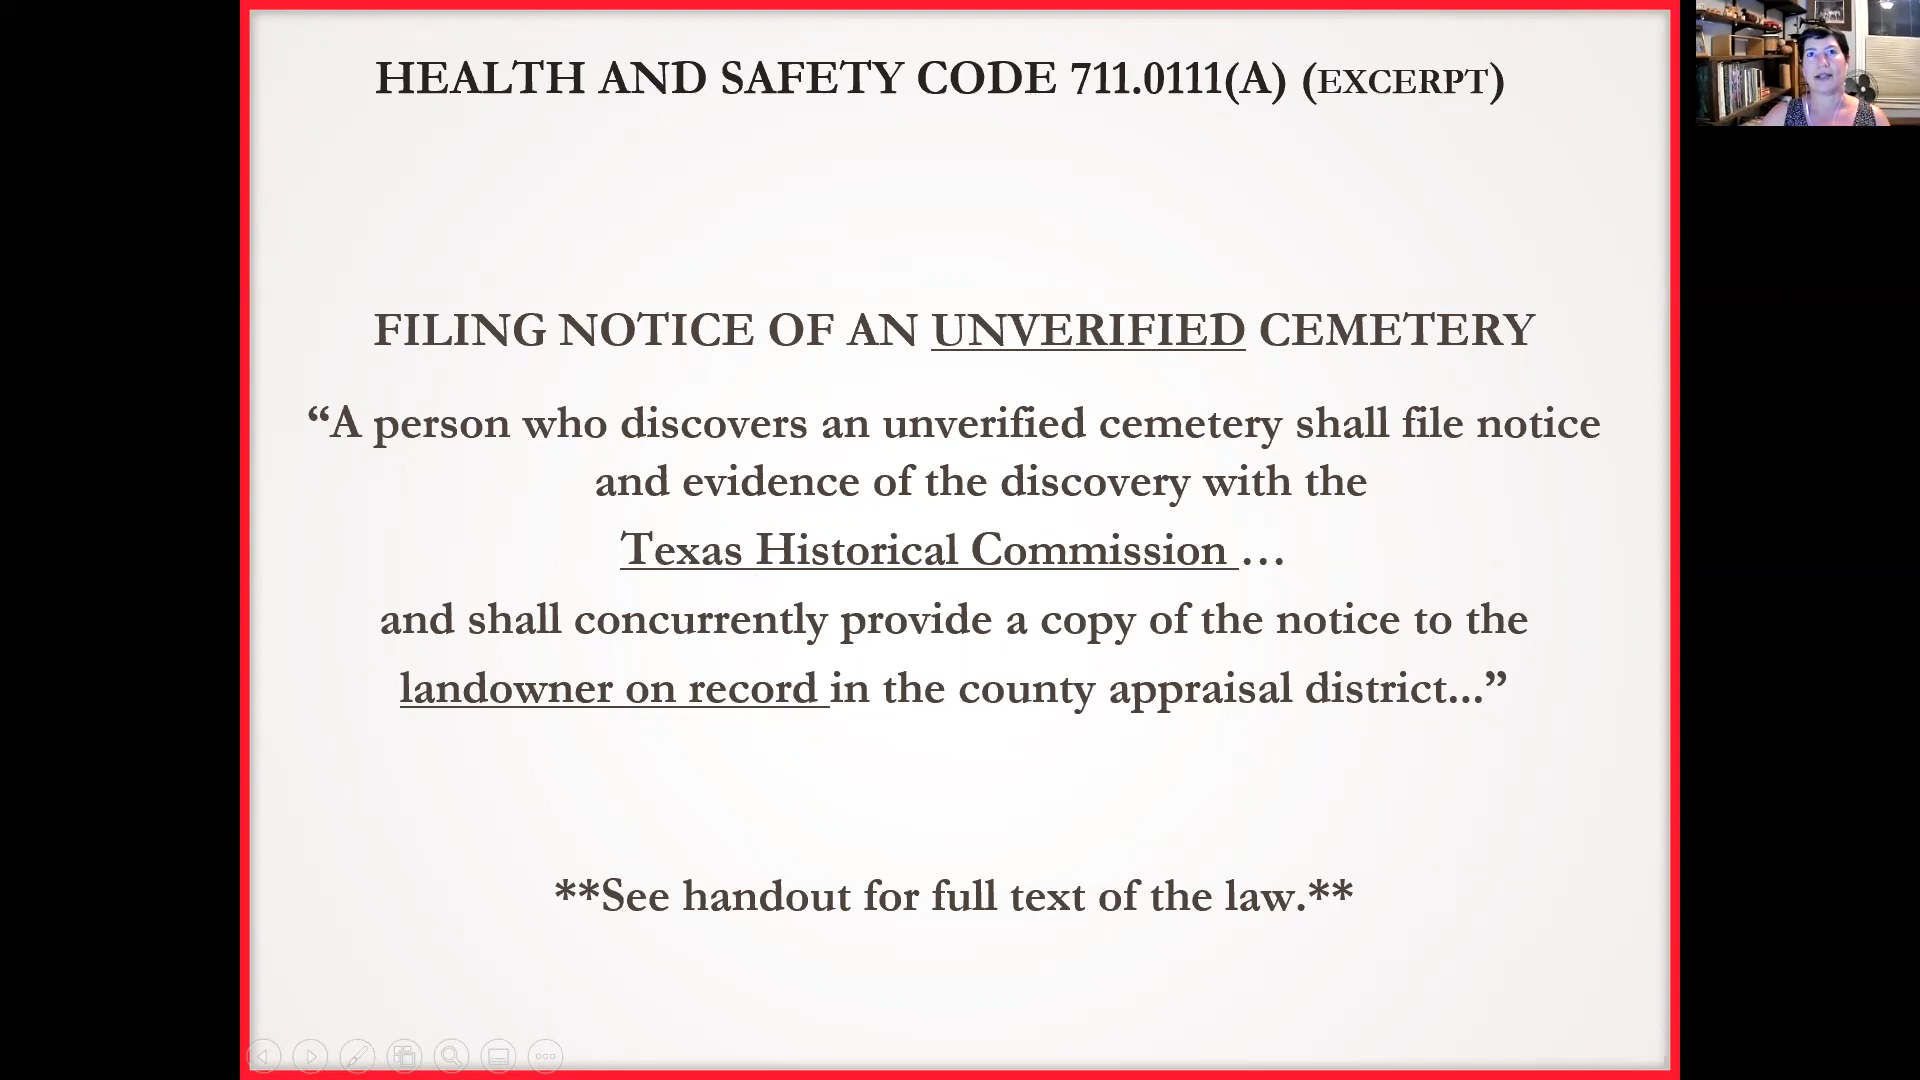 HEALTH AND SAFETY CODE 711.0111(A) (EXCERPT)
FILING NOTICE OF AN UNVERIFIED CEMETERY
“A person who discovers an unverified cemetery shall file notice
and evidence of the discovery with the
Texas Historical Commission …
and shall concurrently provide a copy of the notice to the
landowner on record in the county appraisal district...”
**See handout for full text of the law.**